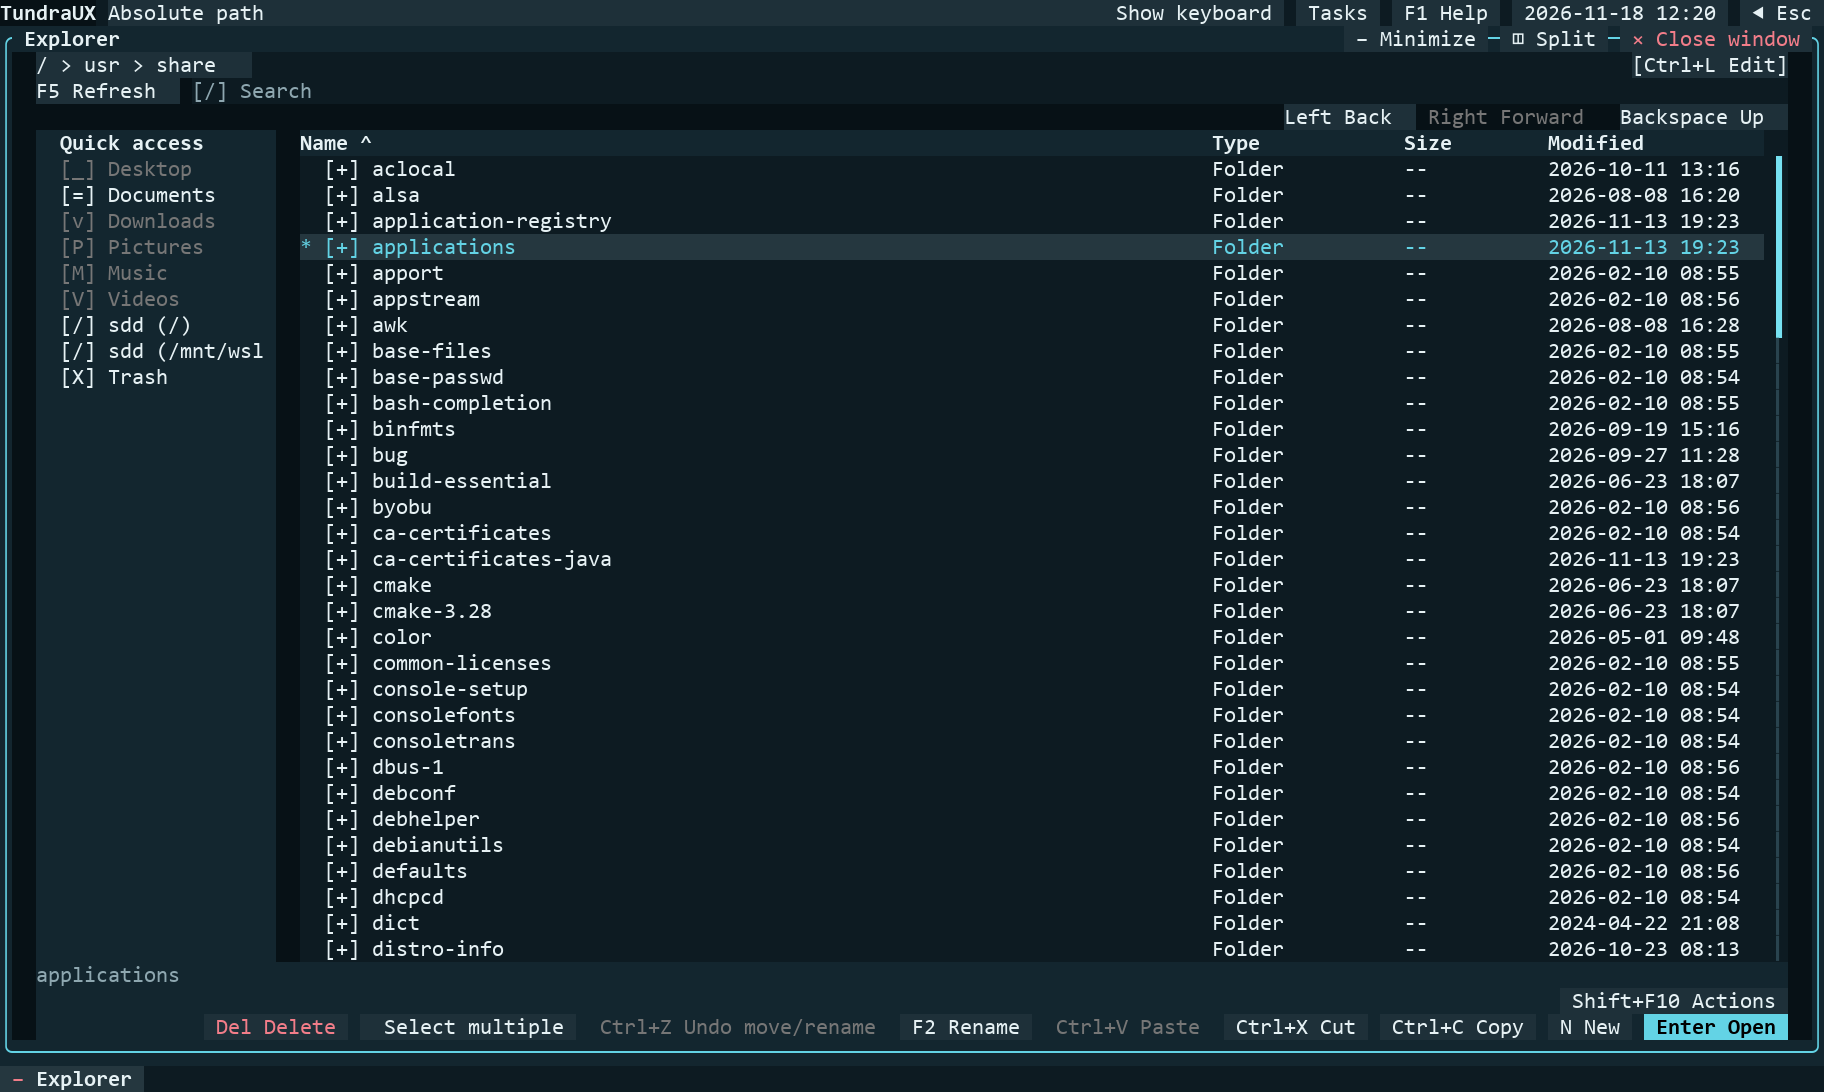 TundraUX Absolute path Show keyboard Tasks F1 Help 2026-11-18 12:20 ◄ Esc
Explorer – Minimize ◫ Split × Close window
/ > usr > share [Ctrl+L Edit]
F5 Refresh [/] Search
Left Back Right Forward Backspace Up
Quick access
[_] Desktop
[=] Documents
[v] Downloads
[P] Pictures
[M] Music
[V] Videos
[/] sdd (/)
[/] sdd (/mnt/wsl
[X] Trash
Name ^ Type Size Modified
[+] aclocal Folder -- 2026-10-11 13:16
[+] alsa Folder -- 2026-08-08 16:20
[+] application-registry Folder -- 2026-11-13 19:23
* [+] applications Folder -- 2026-11-13 19:23
[+] apport Folder -- 2026-02-10 08:55
[+] appstream Folder -- 2026-02-10 08:56
[+] awk Folder -- 2026-08-08 16:28
[+] base-files Folder -- 2026-02-10 08:55
[+] base-passwd Folder -- 2026-02-10 08:54
[+] bash-completion Folder -- 2026-02-10 08:55
[+] binfmts Folder -- 2026-09-19 15:16
[+] bug Folder -- 2026-09-27 11:28
[+] build-essential Folder -- 2026-06-23 18:07
[+] byobu Folder -- 2026-02-10 08:56
[+] ca-certificates Folder -- 2026-02-10 08:54
[+] ca-certificates-java Folder -- 2026-11-13 19:23
[+] cmake Folder -- 2026-06-23 18:07
[+] cmake-3.28 Folder -- 2026-06-23 18:07
[+] color Folder -- 2026-05-01 09:48
[+] common-licenses Folder -- 2026-02-10 08:55
[+] console-setup Folder -- 2026-02-10 08:54
[+] consolefonts Folder -- 2026-02-10 08:54
[+] consoletrans Folder -- 2026-02-10 08:54
[+] dbus-1 Folder -- 2026-02-10 08:56
[+] debconf Folder -- 2026-02-10 08:54
[+] debhelper Folder -- 2026-02-10 08:56
[+] debianutils Folder -- 2026-02-10 08:54
[+] defaults Folder -- 2026-02-10 08:56
[+] dhcpcd Folder -- 2026-02-10 08:54
[+] dict Folder -- 2024-04-22 21:08
[+] distro-info Folder -- 2026-10-23 08:13
applications
Shift+F10 Actions
Del Delete Select multiple Ctrl+Z Undo move/rename F2 Rename Ctrl+V Paste Ctrl+X Cut Ctrl+C Copy N New Enter Open
– Explorer